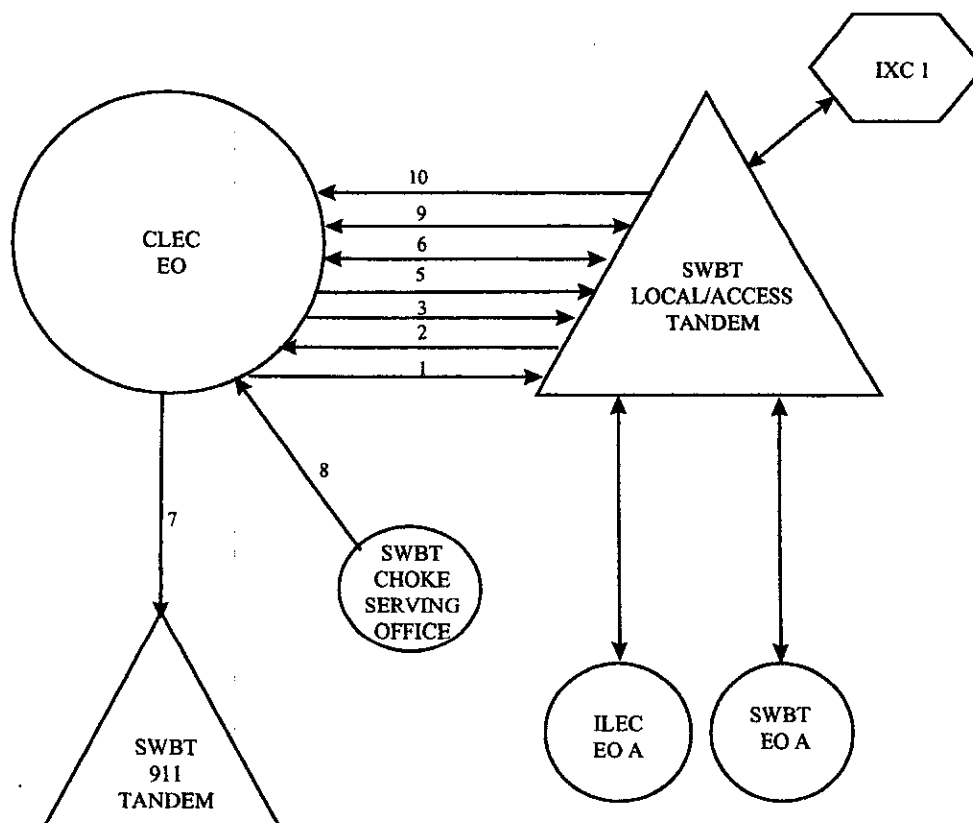 IXC 1
10
9
6
5
3
2
1
CLEC
EO
SWBT
LOCAL/ACCESS
TANDEM
8
7
SWBT
CHOKE
SERVING
OFFICE
ILEC
EO A
SWBT
EO A
SWBT
911
TANDEM